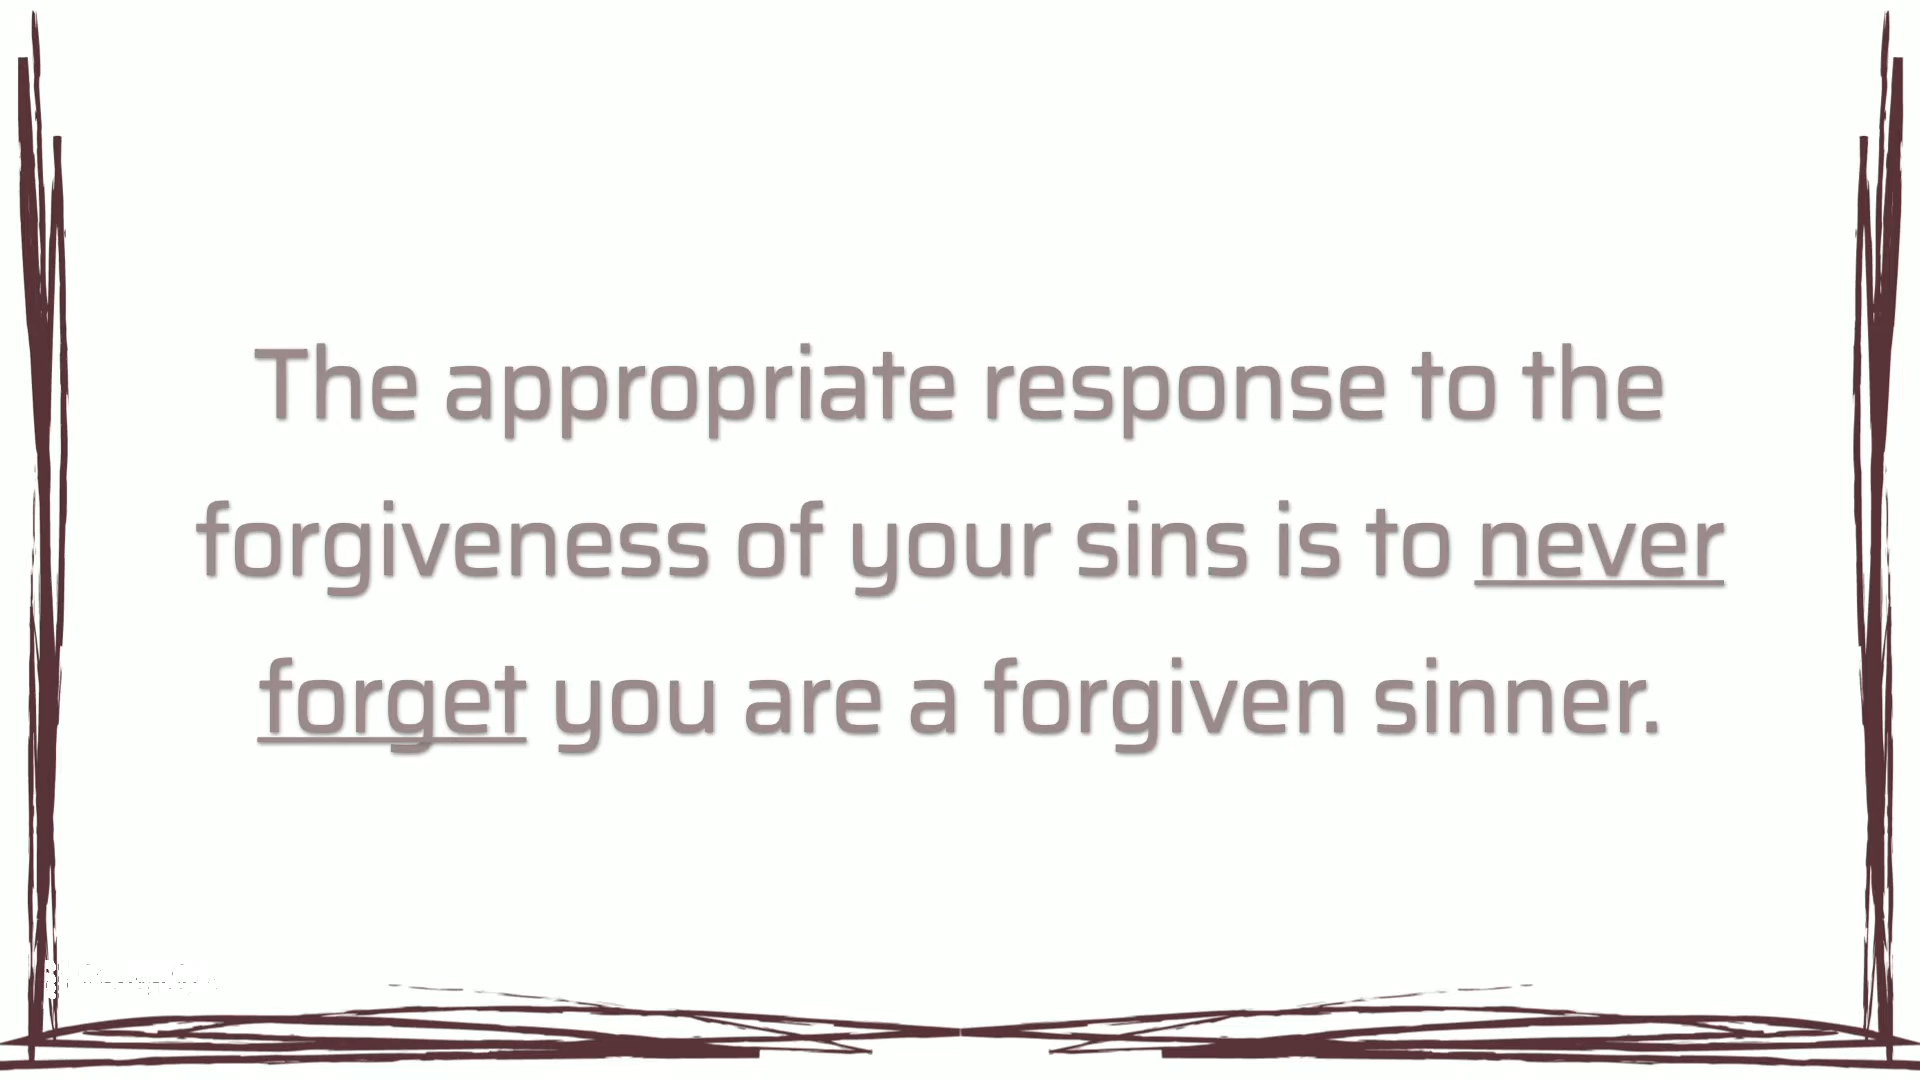 The appropriate response to the
forgiveness of your sins is to never
forget you are a forgiven sinner.